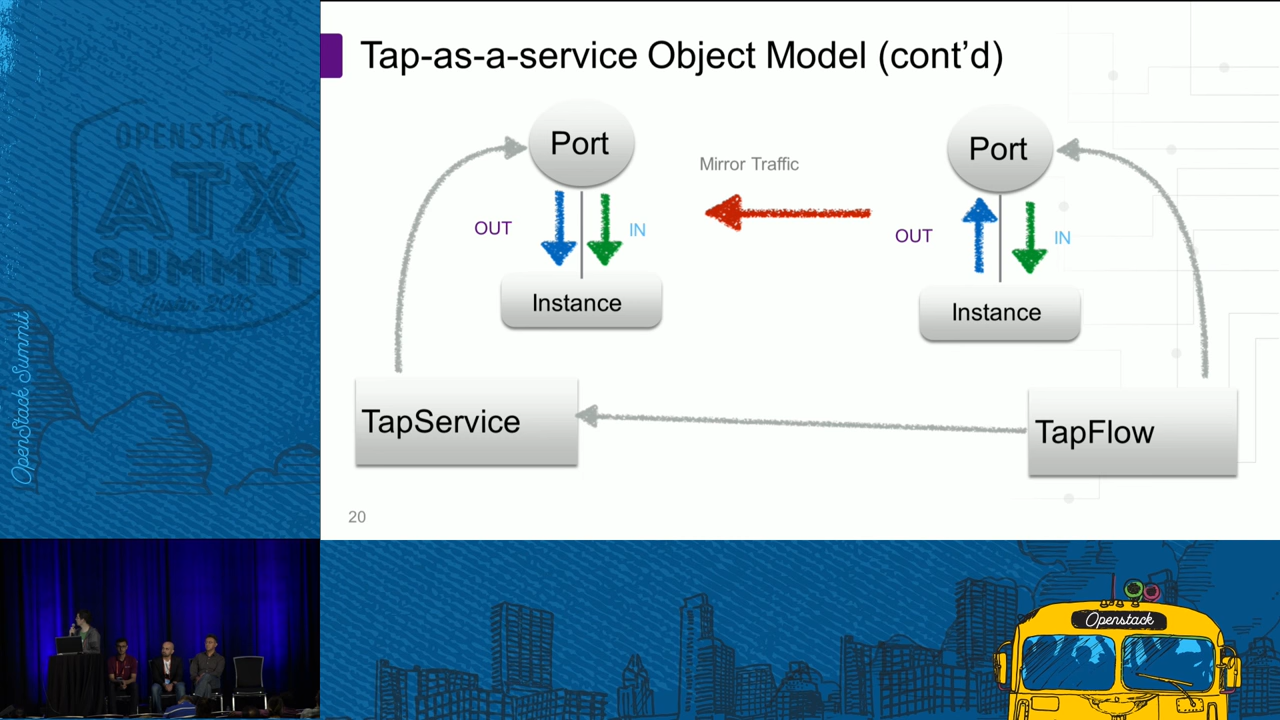 Tap-as-a-service Object Model (cont’d)
Port
Port
Mirror Traffic
OUT
IN
OUT
IN
Instance
Instance
TapService
TapFlow
20
OPENSTACK
ATX
SUMMIT
OpenStack Summit
Openstack